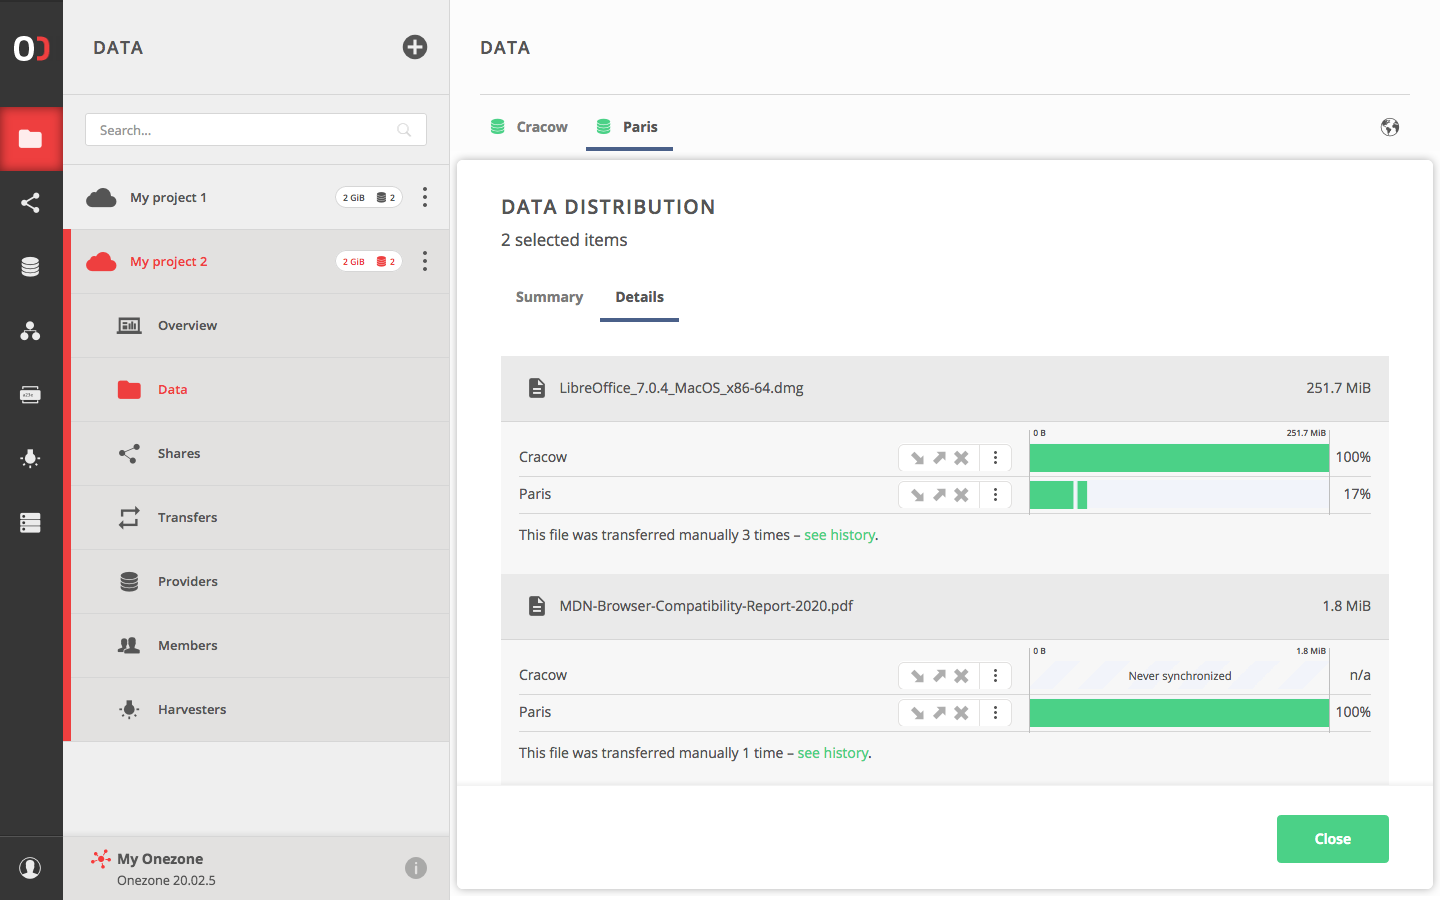 DATA
Search...
My project 1
2 GiB 2
My project 2
2 GiB 2
Overview
Data
Shares
Transfers
Providers
Members
Harvesters
My Onezone
Onezone 20.02.5
DATA
Cracow Paris
DATA DISTRIBUTION
2 selected items
Summary Details
LibreOffice_7.0.4_MacOS_x86-64.dmg 251.7 MiB
0 B 251.7 MiB
Cracow 100%
Paris 17%
This file was transferred manually 3 times – see history.
MDN-Browser-Compatibility-Report-2020.pdf 1.8 MiB
0 B 1.8 MiB
Cracow Never synchronized n/a
Paris 100%
This file was transferred manually 1 time – see history.
Close